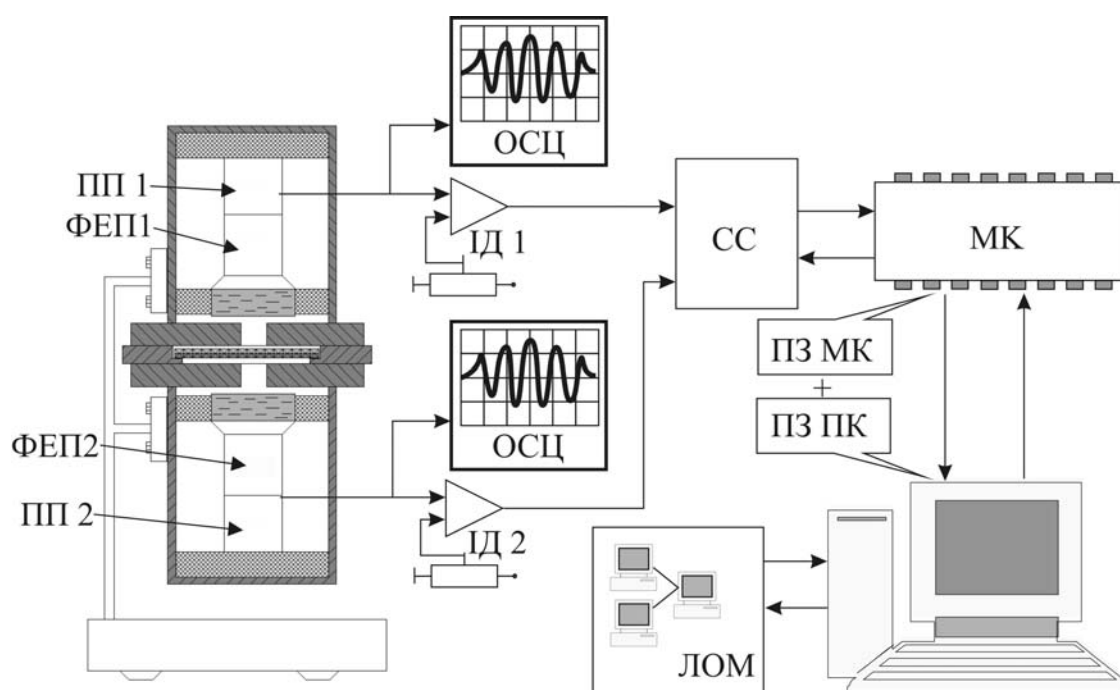 ОСЦ
ПП 1
ФЕП1
ІД 1
СС
МК
ПЗ МК
+
ПЗ ПК
ОСЦ
ФЕП2
ПП 2
ІД 2
ЛОМ